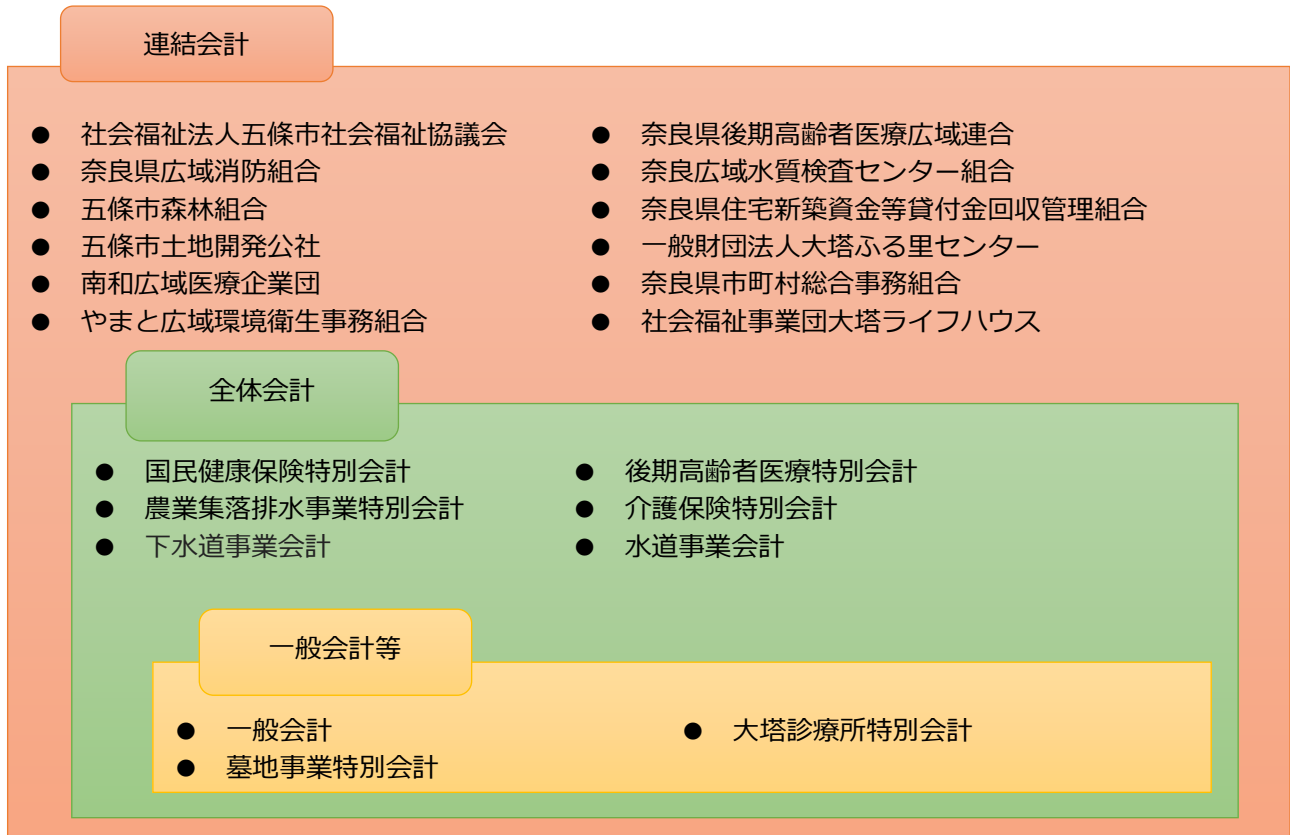 連結会計
● 社会福祉法人五條市社会福祉協議会
● 奈良県広域消防組合
● 五條市森林組合
● 五條市土地開発公社
● 南和広域医療企業団
● やまと広域環境衛生事務組合
● 奈良県後期高齢者医療広域連合
● 奈良広域水質検査センター組合
● 奈良県住宅新築資金等貸付金回収管理組合
● 一般財団法人大塔ふる里センター
● 奈良県市町村総合事務組合
● 社会福祉事業団大塔ライフハウス
全体会計
● 国民健康保険特別会計
● 農業集落排水事業特別会計
● 下水道事業会計
● 後期高齢者医療特別会計
● 介護保険特別会計
● 水道事業会計
一般会計等
● 一般会計
● 墓地事業特別会計
● 大塔診療所特別会計